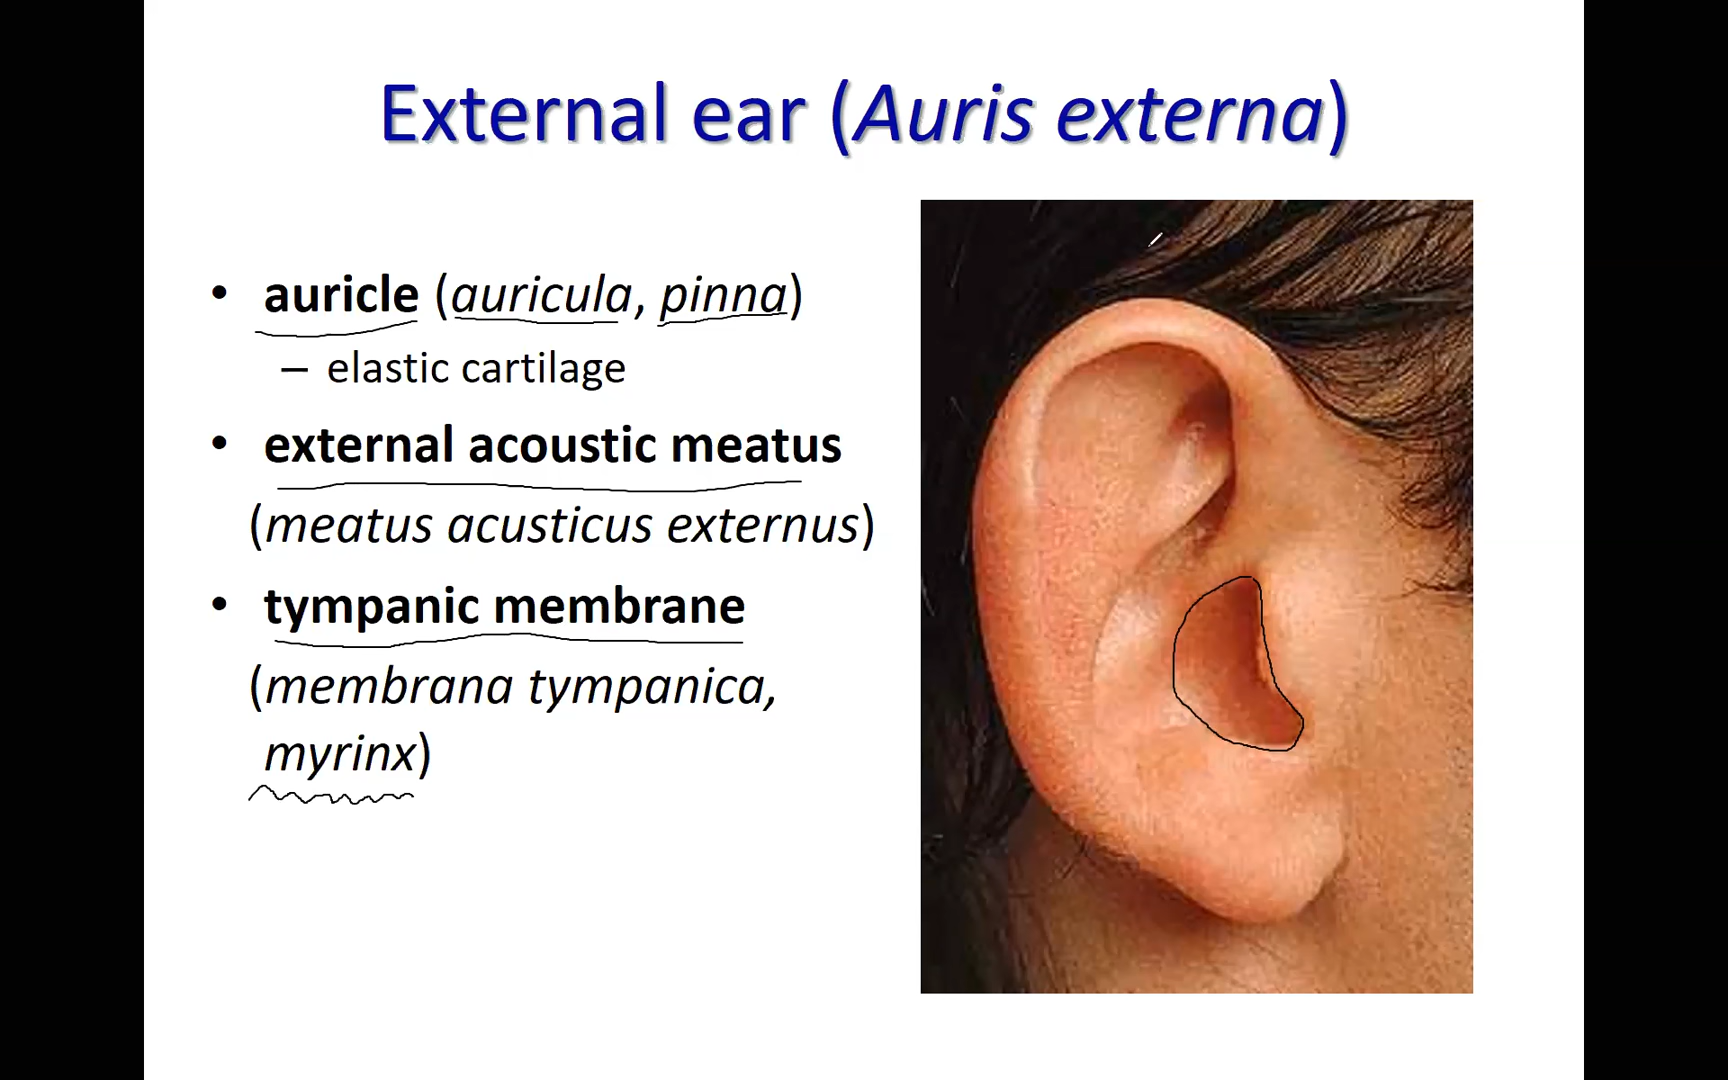 External ear (Auris externa)
• auricle (auricula, pinna)
– elastic cartilage
• external acoustic meatus
(meatus acusticus externus)
• tympanic membrane
(membrana tympanica,
myrinx)